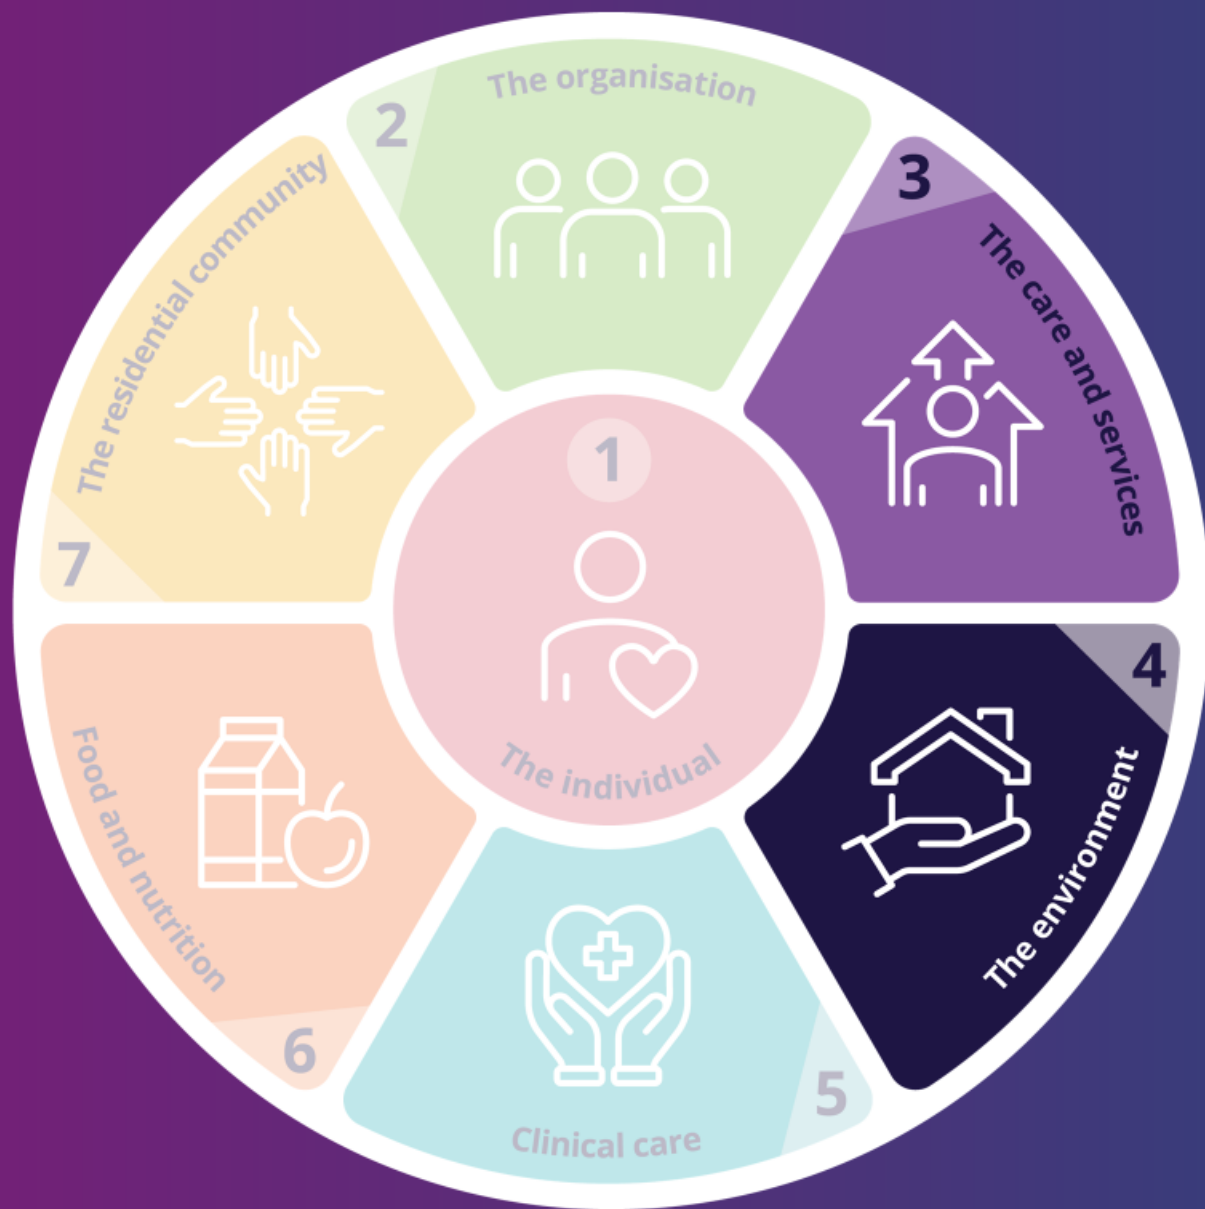 1
The individual
2
The organisation
3
The care and services
4
The environment
5
Clinical care
6
Food and nutrition
7
The residential community